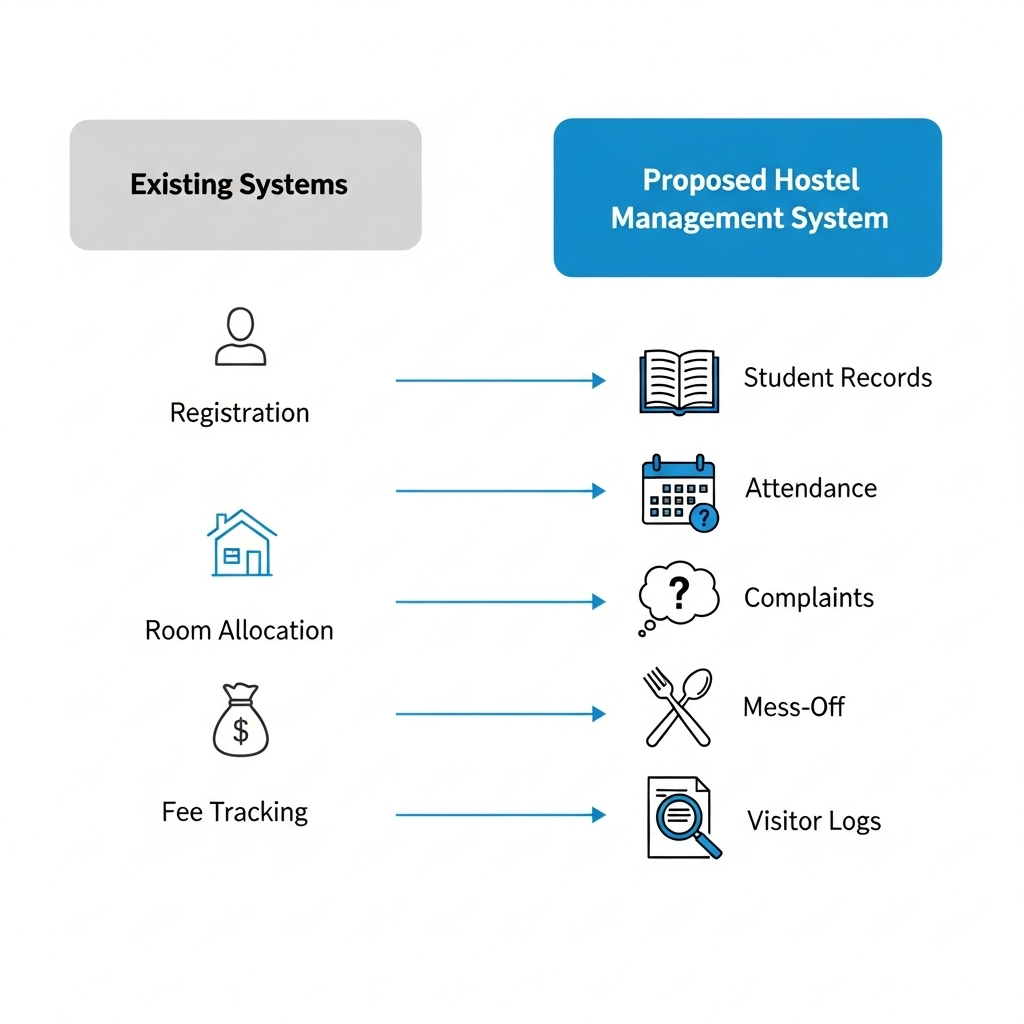 Existing Systems
Proposed Hostel
Management System
Registration
Room Allocation
$
Fee Tracking
Student Records
?
Attendance
?
Complaints
Mess-Off
Visitor Logs